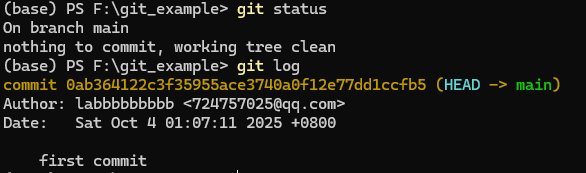 (base) PS F:\git_example> git status
On branch main
nothing to commit, working tree clean
(base) PS F:\git_example> git log
commit 0ab364122c3f35955ace3740a0f12e77dd1ccfb5 (HEAD -> main)
Author: labbbbbbbbb <724757025@qq.com>
Date:   Sat Oct 4 01:07:11 2025 +0800

    first commit